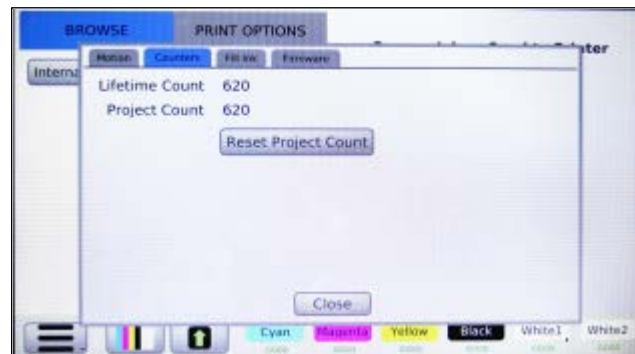 BROWSE PRINT OPTIONS
Interna
Motion Counters Fill Ink Firmware
Lifetime Count 620
Project Count 620
Reset Project Count
Close
Cyan Magenta Yellow Black White1 White2